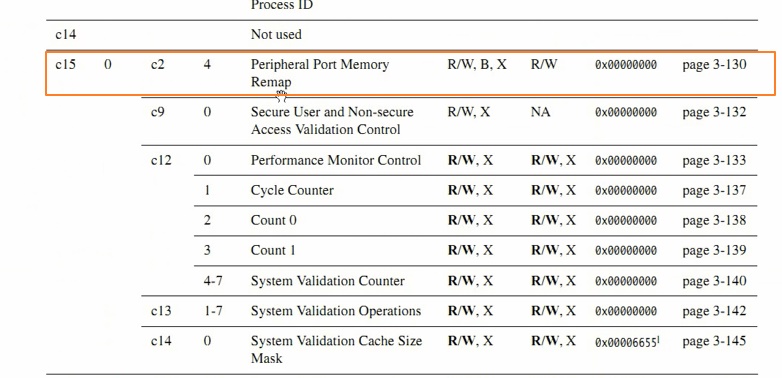 Process ID
c14 Not used
c15 0 c2 4 Peripheral Port Memory R/W, B, X R/W 0x00000000 page 3-130
Remap
c9 0 Secure User and Non-secure R/W, X NA 0x00000000 page 3-132
Access Validation Control
c12 0 Performance Monitor Control R/W, X R/W, X 0x00000000 page 3-133
1 Cycle Counter R/W, X R/W, X 0x00000000 page 3-137
2 Count 0 R/W, X R/W, X 0x00000000 page 3-138
3 Count 1 R/W, X R/W, X 0x00000000 page 3-139
4-7 System Validation Counter R/W, X R/W, X 0x00000000 page 3-140
c13 1-7 System Validation Operations R/W, X R/W, X 0x00000000 page 3-142
c14 0 System Validation Cache Size R/W, X R/W, X 0x00006655l page 3-145
Mask